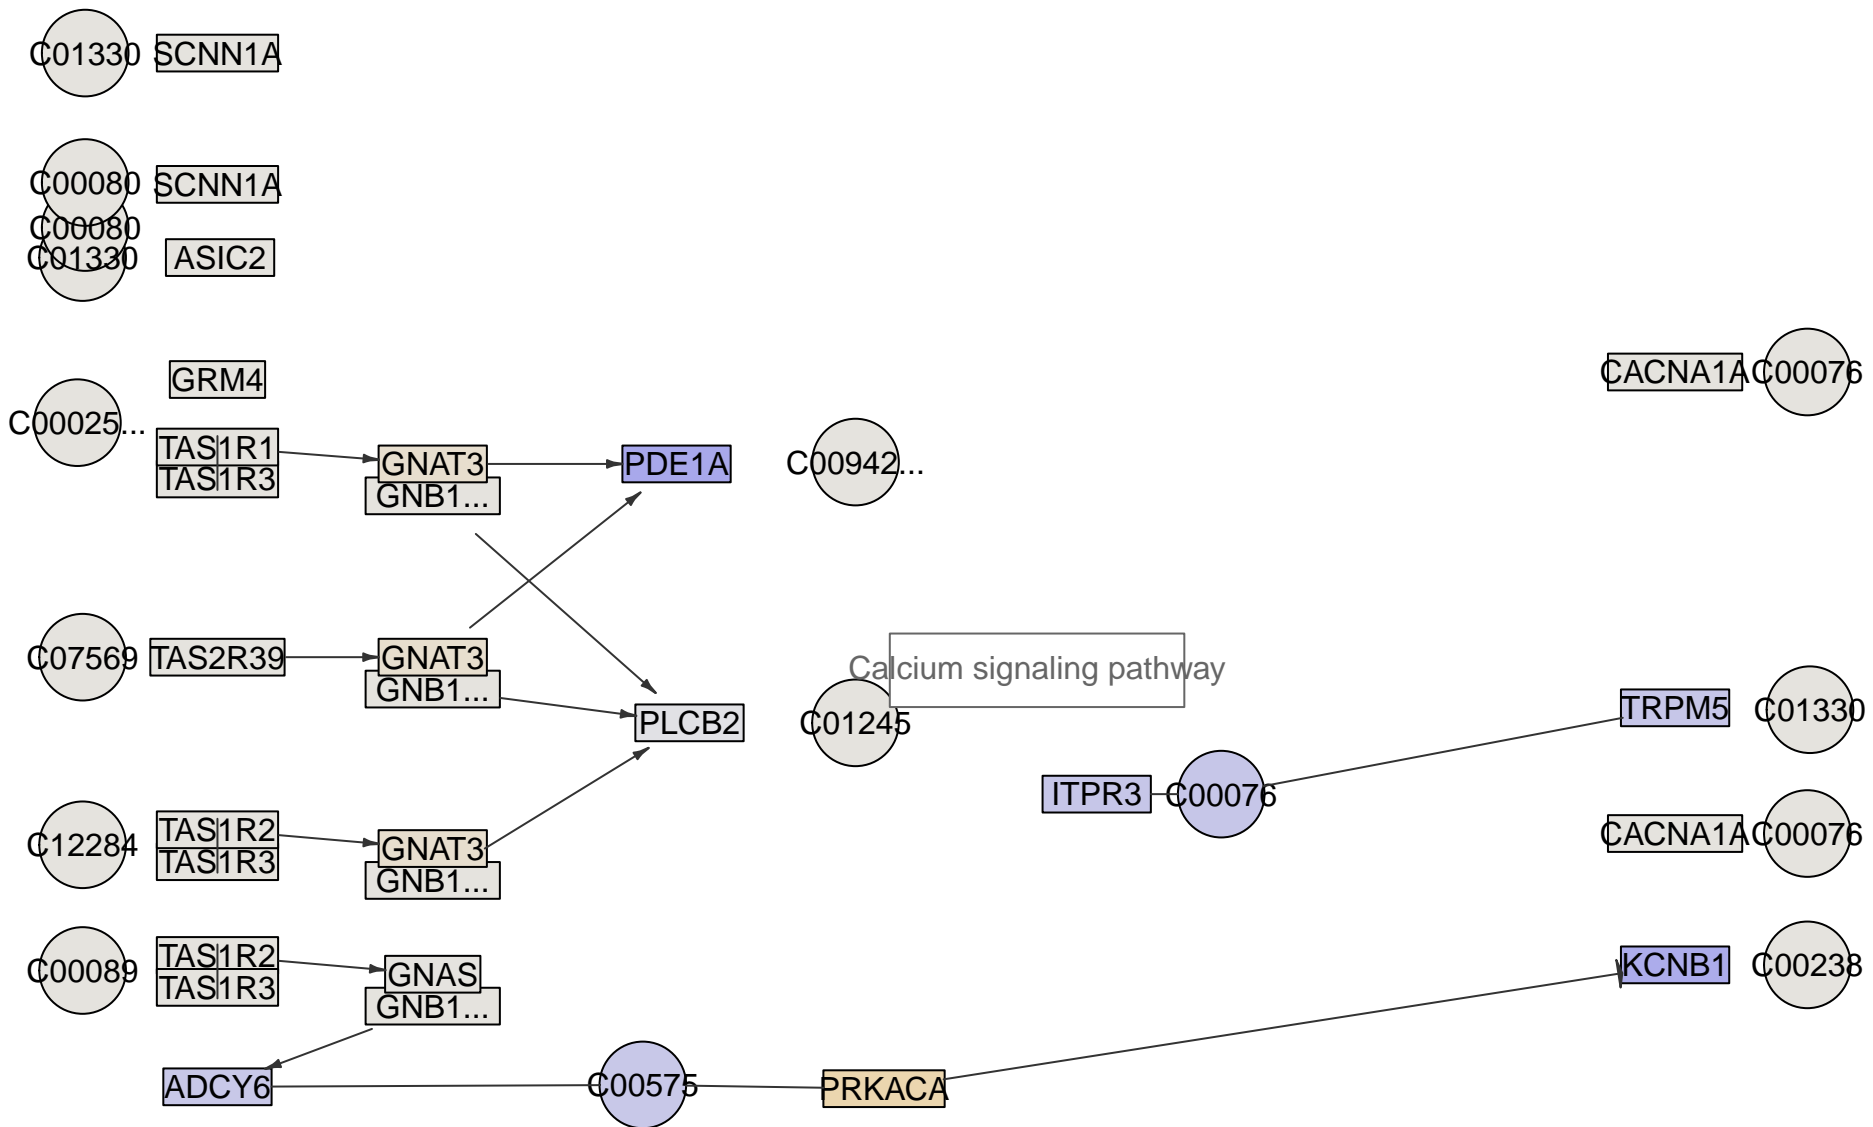 C01330 SCNN1A
C00080 SCNN1A
C00080
C01330 ASIC2
GRM4
CACNA1A C00076
C00025...
TAS1R1
TAS1R3
GNAT3
GNB1...
PDE1A
C00942...
C07569 TAS2R39
GNAT3
GNB1...
Calcium signaling pathway
PLCB2
C01245
TRPM5 C01330
ITPR3 C00076
C12284
TAS1R2
TAS1R3
GNAT3
GNB1...
CACNA1A C00076
C00089
TAS1R2
TAS1R3
GNAS
GNB1...
KCNB1 C00238
ADCY6 C00575 PRKACA